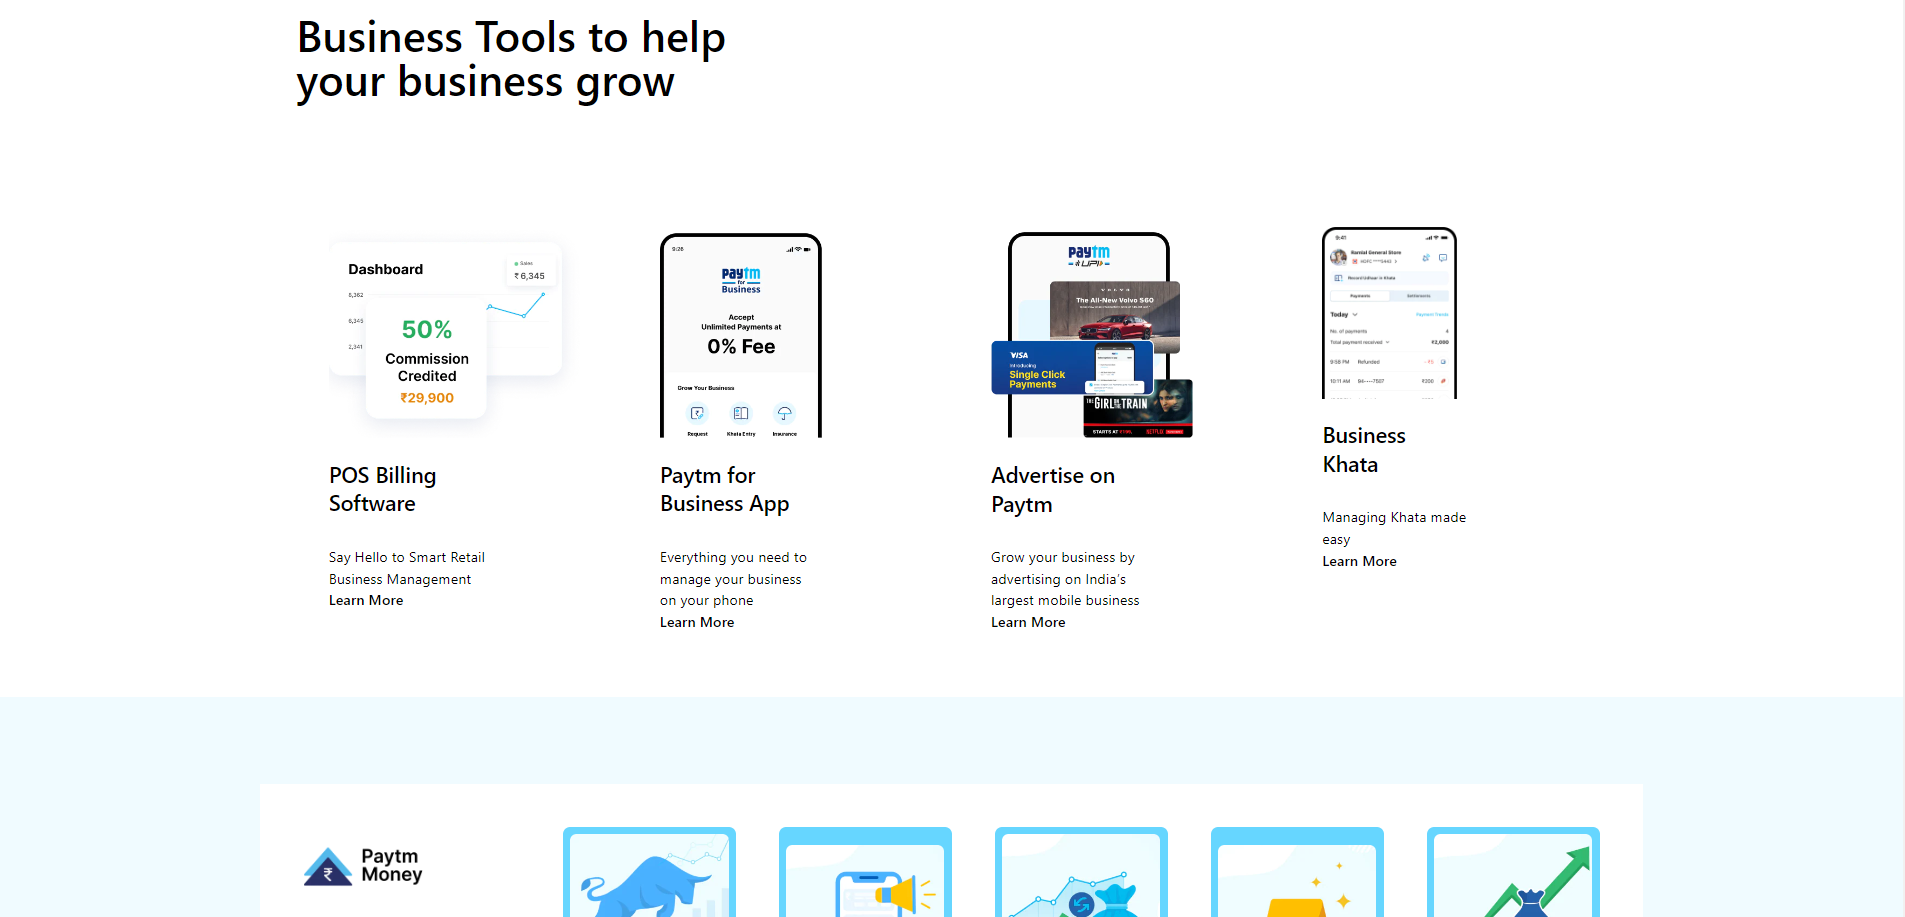 Business Tools to help
your business grow
Dashboard
Sales
₹ 6,345
8,362
6,345
2,341
50%
Commission
Credited
₹29,900
POS Billing
Software
Say Hello to Smart Retail
Business Management
Learn More
9:26
paytm
for
Business
Accept
Unlimited Payments at
0% Fee
Grow Your Business
Request
Khata Entry
Insurance
Paytm for
Business App
Everything you need to
manage your business
on your phone
Learn More
paytm
UPI
VOLVO
The All-New Volvo S60
VISA
Introducing
Single Click
Payments
THE GIRL ON THE TRAIN
STARTS AT ₹199
NETFLIX
Advertise on
Paytm
Grow your business by
advertising on India's
largest mobile business
Learn More
9:41
Ramlal General Store
Record Udhaar in Khata
Payments
Settlements
Today
Payment Trends
No. of payments
4
Total payment received
₹2,000
9:58 PM
Refunded
-₹5
10:11 AM
₹200
Business
Khata
Managing Khata made
easy
Learn More
Paytm
Money